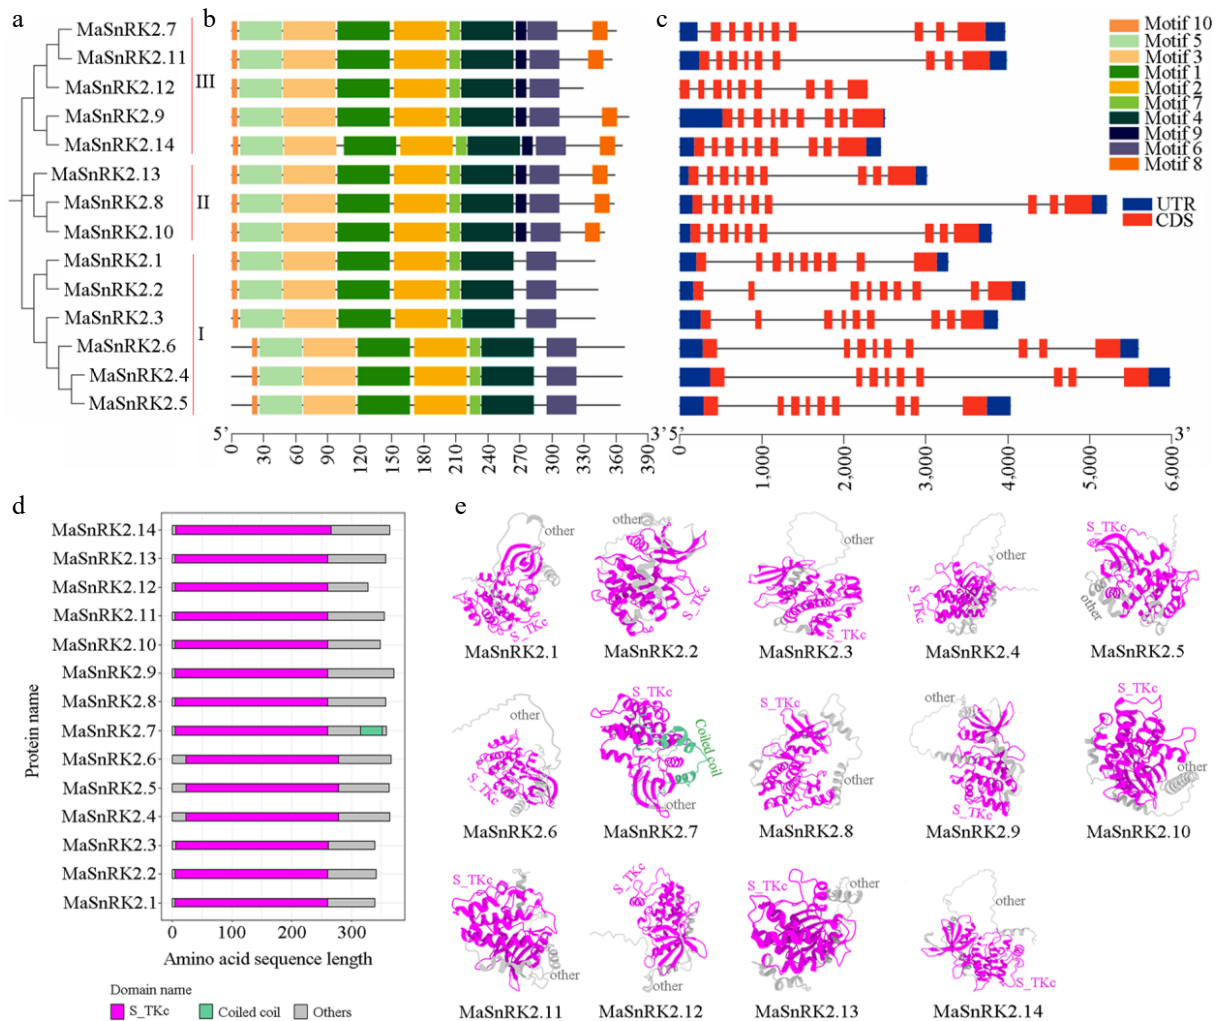 a
b
c
MaSnRK2.7
MaSnRK2.11
MaSnRK2.12
MaSnRK2.9
MaSnRK2.14
MaSnRK2.13
MaSnRK2.8
MaSnRK2.10
MaSnRK2.1
MaSnRK2.2
MaSnRK2.3
MaSnRK2.6
MaSnRK2.4
MaSnRK2.5
III
II
I
5’
0
30
60
90
120
150
180
210
240
270
300
330
360
390
3’
5’
0
1,000
2,000
3,000
4,000
5,000
6,000
3’
Motif 10
Motif 5
Motif 3
Motif 1
Motif 2
Motif 7
Motif 4
Motif 9
Motif 6
Motif 8
UTR
CDS
d
Protein name
MaSnRK2.14
MaSnRK2.13
MaSnRK2.12
MaSnRK2.11
MaSnRK2.10
MaSnRK2.9
MaSnRK2.8
MaSnRK2.7
MaSnRK2.6
MaSnRK2.5
MaSnRK2.4
MaSnRK2.3
MaSnRK2.2
MaSnRK2.1
0 100 200 300
Amino acid sequence length
Domain name
S_TKc Coiled coil Others
e
other
S_TKc
MaSnRK2.1
other
S_TKc
MaSnRK2.2
other
S_TKc
MaSnRK2.3
other
S_TKc
MaSnRK2.4
S_TKc
other
MaSnRK2.5
other
S_TKc
MaSnRK2.6
S_TKc
Coiled coil
other
MaSnRK2.7
S_TKc
other
MaSnRK2.8
other
S_TKc
MaSnRK2.9
S_TKc
other
MaSnRK2.10
S_TKc
other
MaSnRK2.11
S_TKc
other
MaSnRK2.12
S_TKc
other
MaSnRK2.13
other
S_TKc
MaSnRK2.14